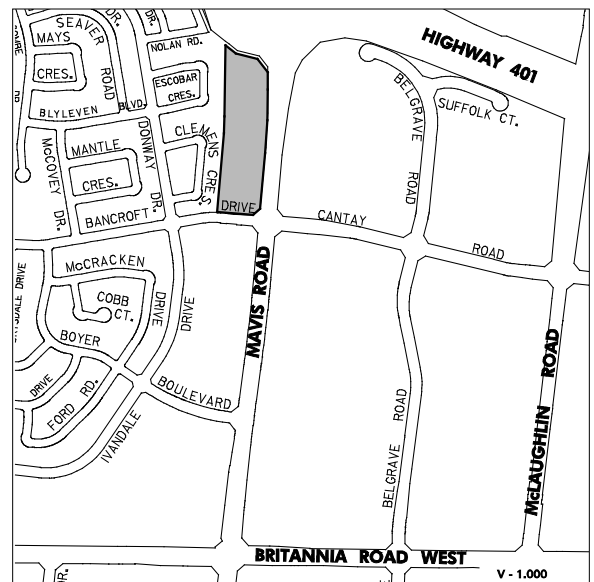 SEAVER
ROAD
DR.
DR.
MAYS
CRES.
NOLAN RD.
ESCOBAR
CRES.
BLYLEVEN
BLVD.
McCOVEY
DR.
MANTLE
CRES.
DONWAY
DR.
CLEMENS CRES.
BANCROFT
DRIVE
HIGHWAY 401
BELGRAVE
ROAD
SUFFOLK CT.
CANTAY
ROAD
McCRACKEN
DRIVE
COBB
CT.
BOYER
DRIVE
MAVIS ROAD
DRIVE
FORD RD.
BOULEVARD
IVANDALE
BELGRAVE ROAD
McLAUGHLIN ROAD
BRITANNIA ROAD WEST
DR.
V - 1.000